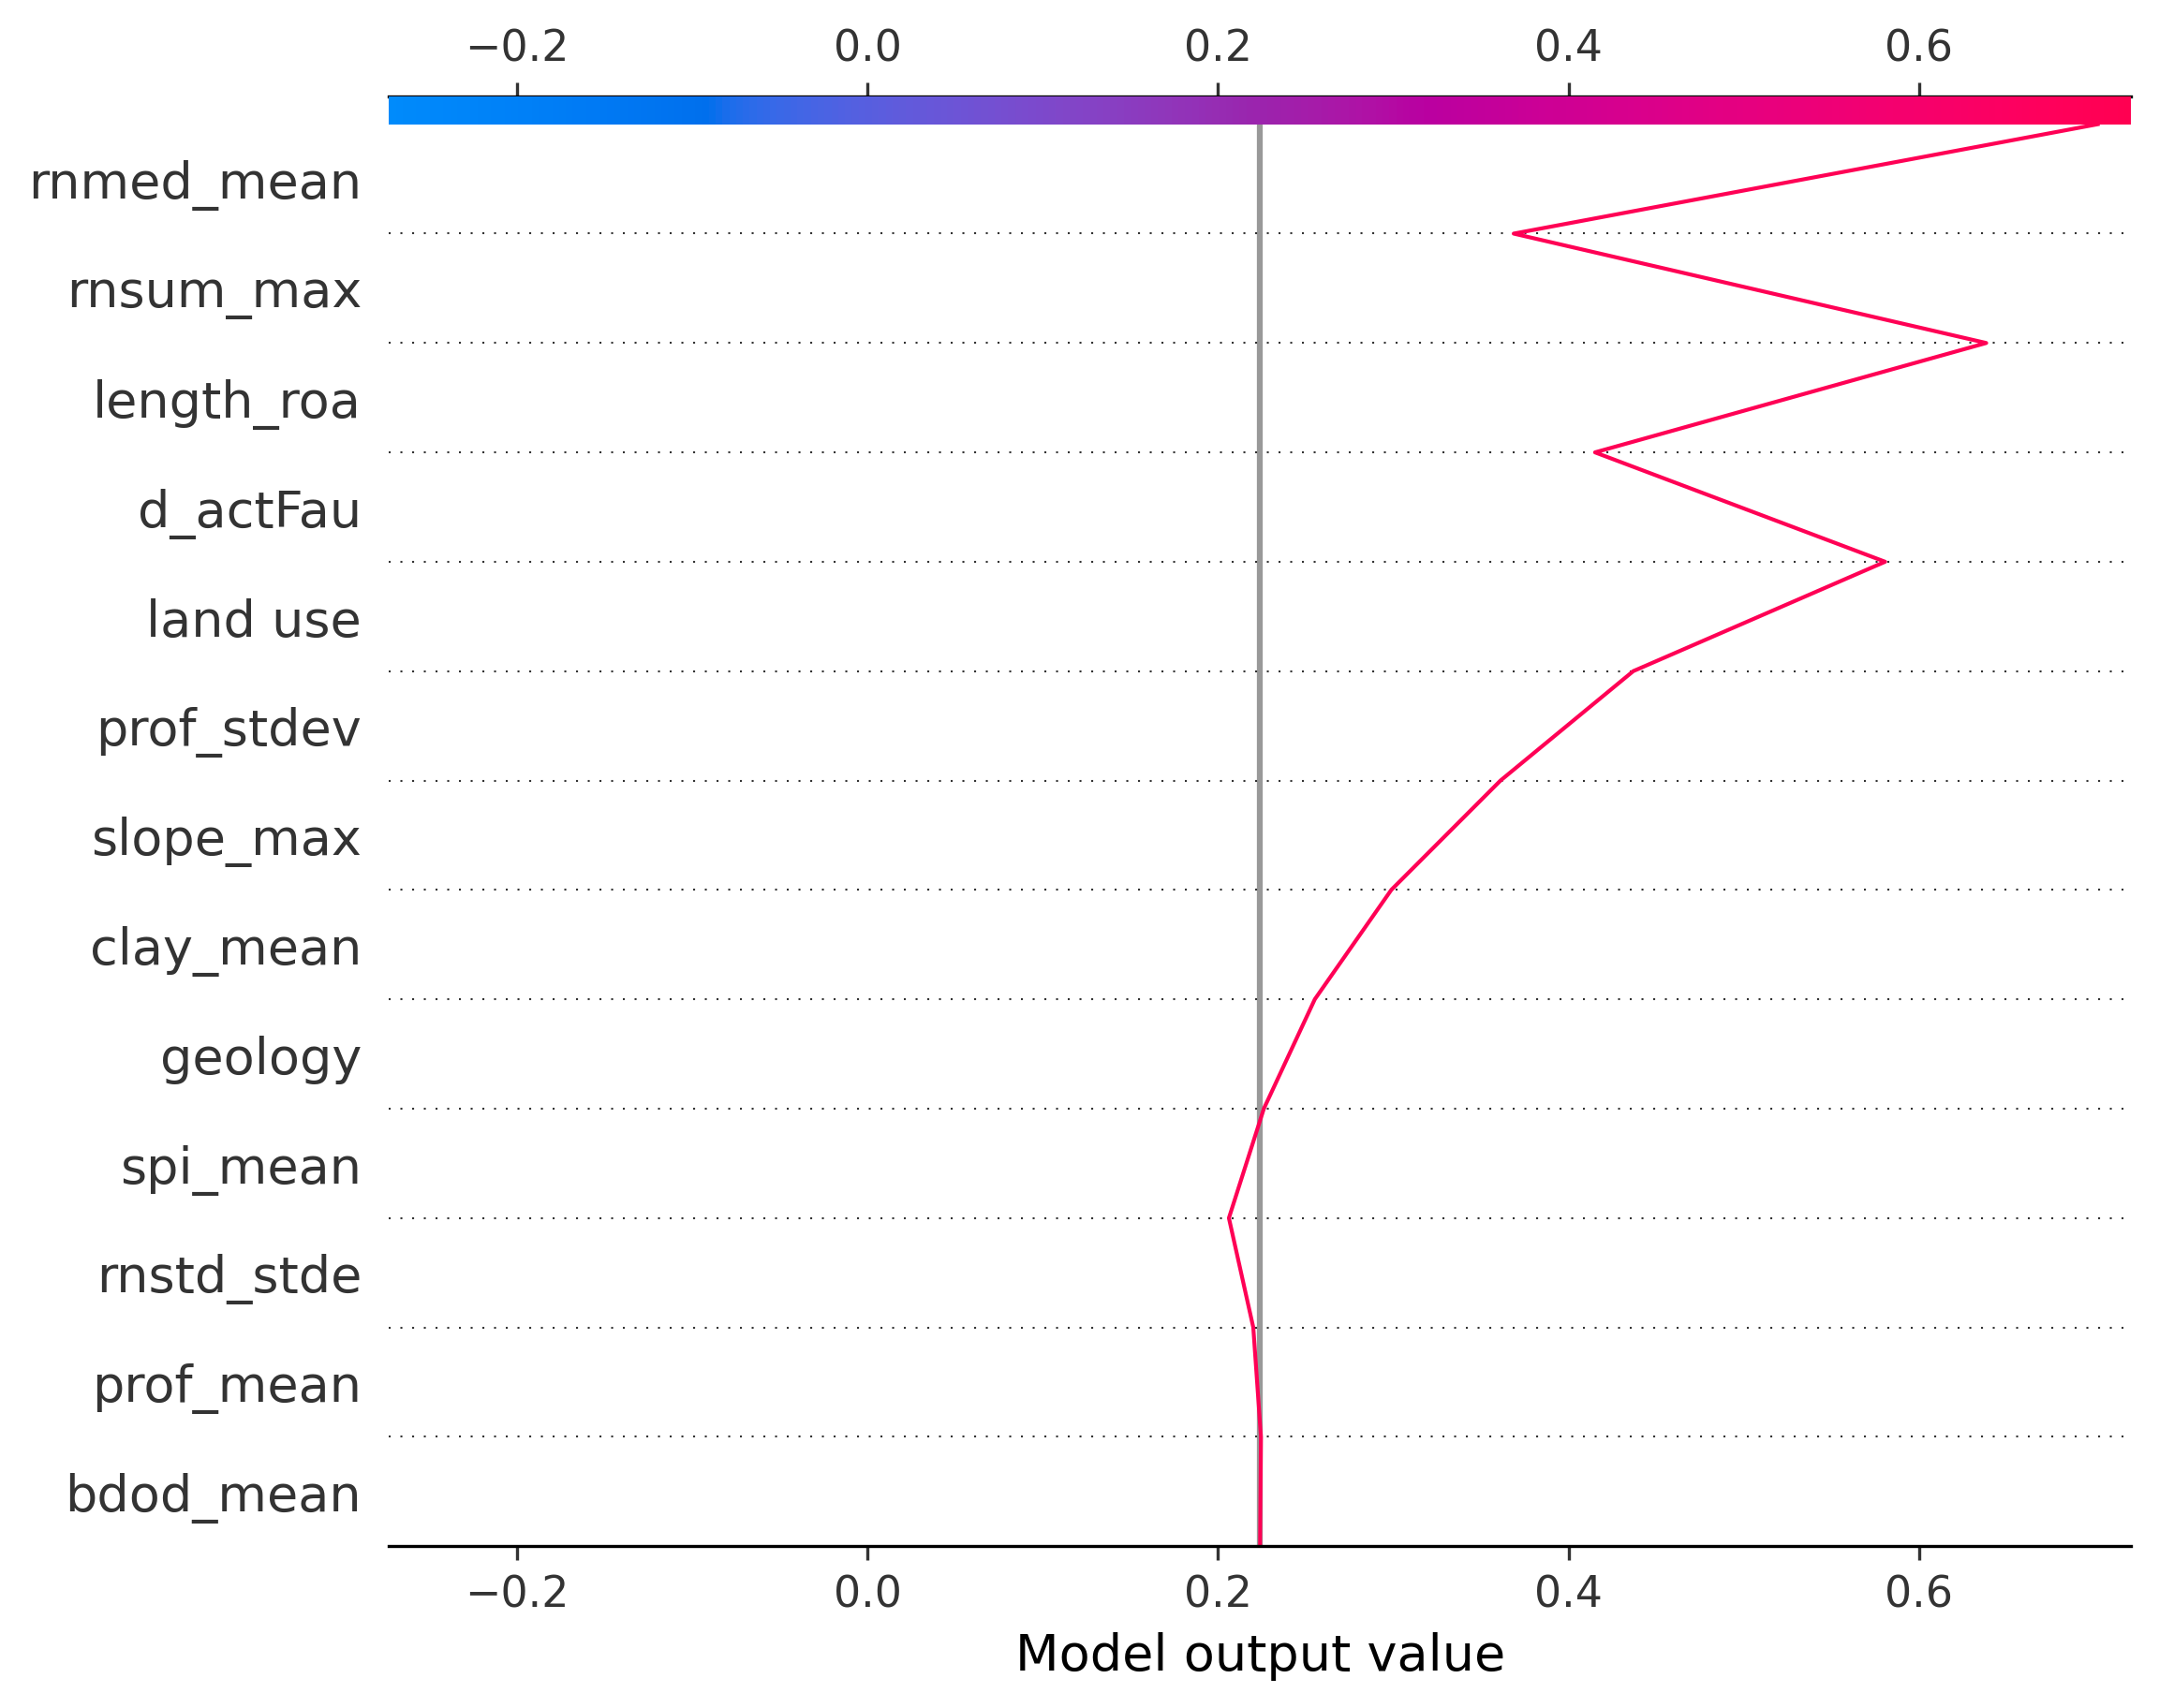 −0.2 0.0 0.2 0.4 0.6
rnmed_mean
rnsum_max
length_roa
d_actFau
land use
prof_stdev
slope_max
clay_mean
geology
spi_mean
rnstd_stde
prof_mean
bdod_mean
−0.2 0.0 0.2 0.4 0.6
Model output value